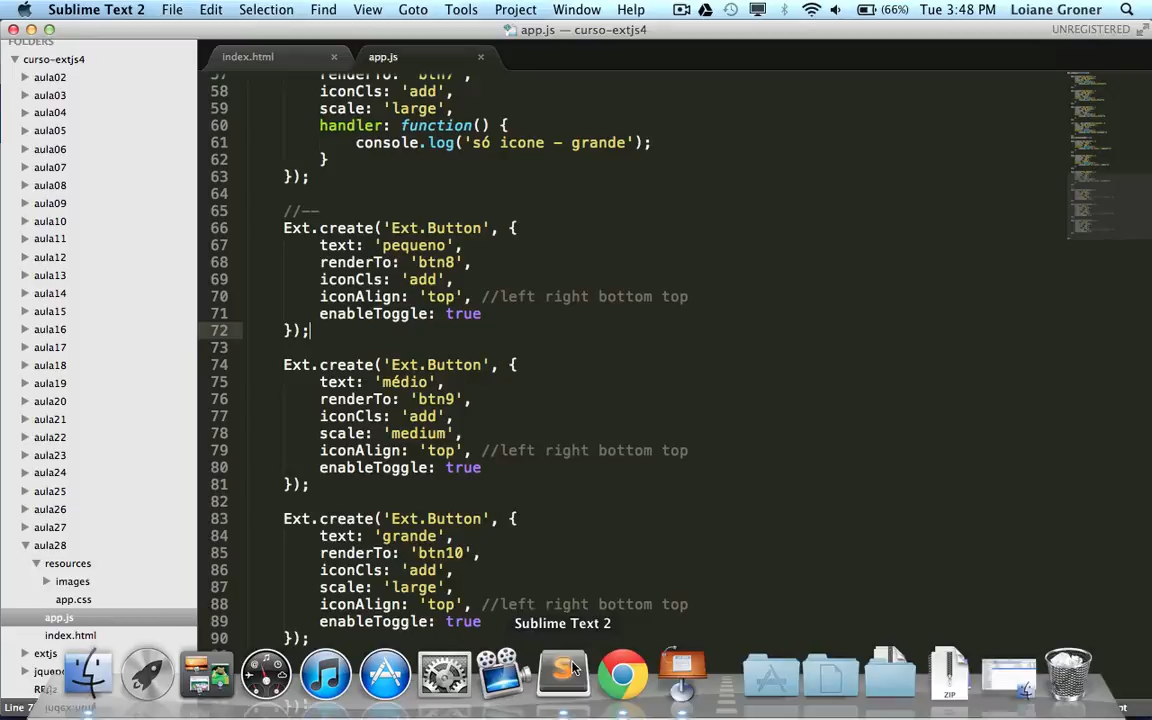 Sublime Text 2 File Edit Selection Find View Goto Tools Project Window Help (66%) Tue 3:48 PM Loiane Groner
app.js — curso-extjs4 UNREGISTERED
FOLDERS
curso-extjs4
aula02
aula03
aula04
aula05
aula06
aula07
aula08
aula09
aula10
aula11
aula12
aula13
aula14
aula15
aula16
aula17
aula18
aula19
aula20
aula21
aula22
aula23
aula24
aula25
aula26
aula27
aula28
resources
images
app.css
app.js
index.html
extjs
index.html × app.js ×
57 renderTo: 'btn7',
58 iconCls: 'add',
59 scale: 'large',
60 handler: function() {
61 console.log('só icone - grande');
62 }
63 });
64
65 //--
66 Ext.create('Ext.Button', {
67 text: 'pequeno',
68 renderTo: 'btn8',
69 iconCls: 'add',
70 iconAlign: 'top', //left right bottom top
71 enableToggle: true
72 });
73
74 Ext.create('Ext.Button', {
75 text: 'médio',
76 renderTo: 'btn9',
77 iconCls: 'add',
78 scale: 'medium',
79 iconAlign: 'top', //left right bottom top
80 enableToggle: true
81 });
82
83 Ext.create('Ext.Button', {
84 text: 'grande',
85 renderTo: 'btn10',
86 iconCls: 'add',
87 scale: 'large',
88 iconAlign: 'top', //left right bottom top
89 enableToggle: true
90 });
Sublime Text 2
ZIP